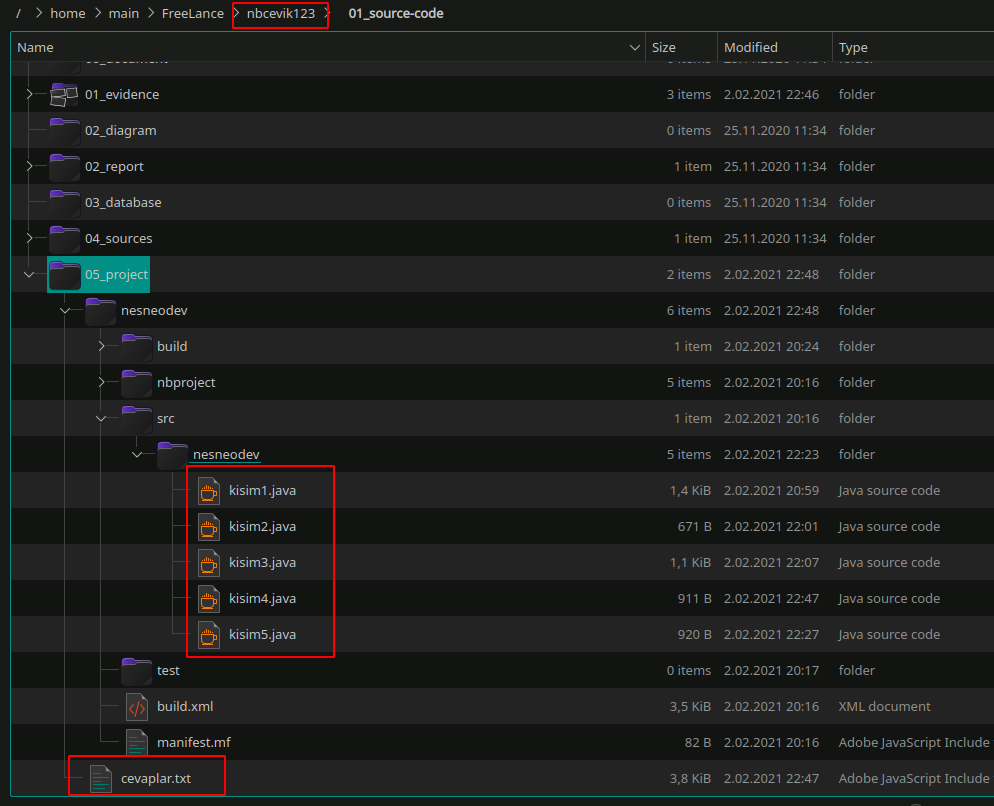 / > home > main > FreeLance > nbcevik123 > 01_source-code
Name Size Modified Type
01_evidence 3 items 2.02.2021 22:46 folder
02_diagram 0 items 25.11.2020 11:34 folder
02_report 1 item 25.11.2020 11:34 folder
03_database 0 items 25.11.2020 11:34 folder
04_sources 1 item 25.11.2020 11:34 folder
05_project 2 items 2.02.2021 22:48 folder
nesneodev 6 items 2.02.2021 22:48 folder
build 1 item 2.02.2021 20:24 folder
nbproject 5 items 2.02.2021 20:16 folder
src 1 item 2.02.2021 20:16 folder
nesneodev 5 items 2.02.2021 22:23 folder
kisim1.java 1,4 KiB 2.02.2021 20:59 Java source code
kisim2.java 671 B 2.02.2021 22:01 Java source code
kisim3.java 1,1 KiB 2.02.2021 22:07 Java source code
kisim4.java 911 B 2.02.2021 22:47 Java source code
kisim5.java 920 B 2.02.2021 22:27 Java source code
test 0 items 2.02.2021 20:17 folder
build.xml 3,5 KiB 2.02.2021 20:16 XML document
manifest.mf 82 B 2.02.2021 20:16 Adobe JavaScript Include
cevaplar.txt 3,8 KiB 2.02.2021 22:47 Adobe JavaScript Include